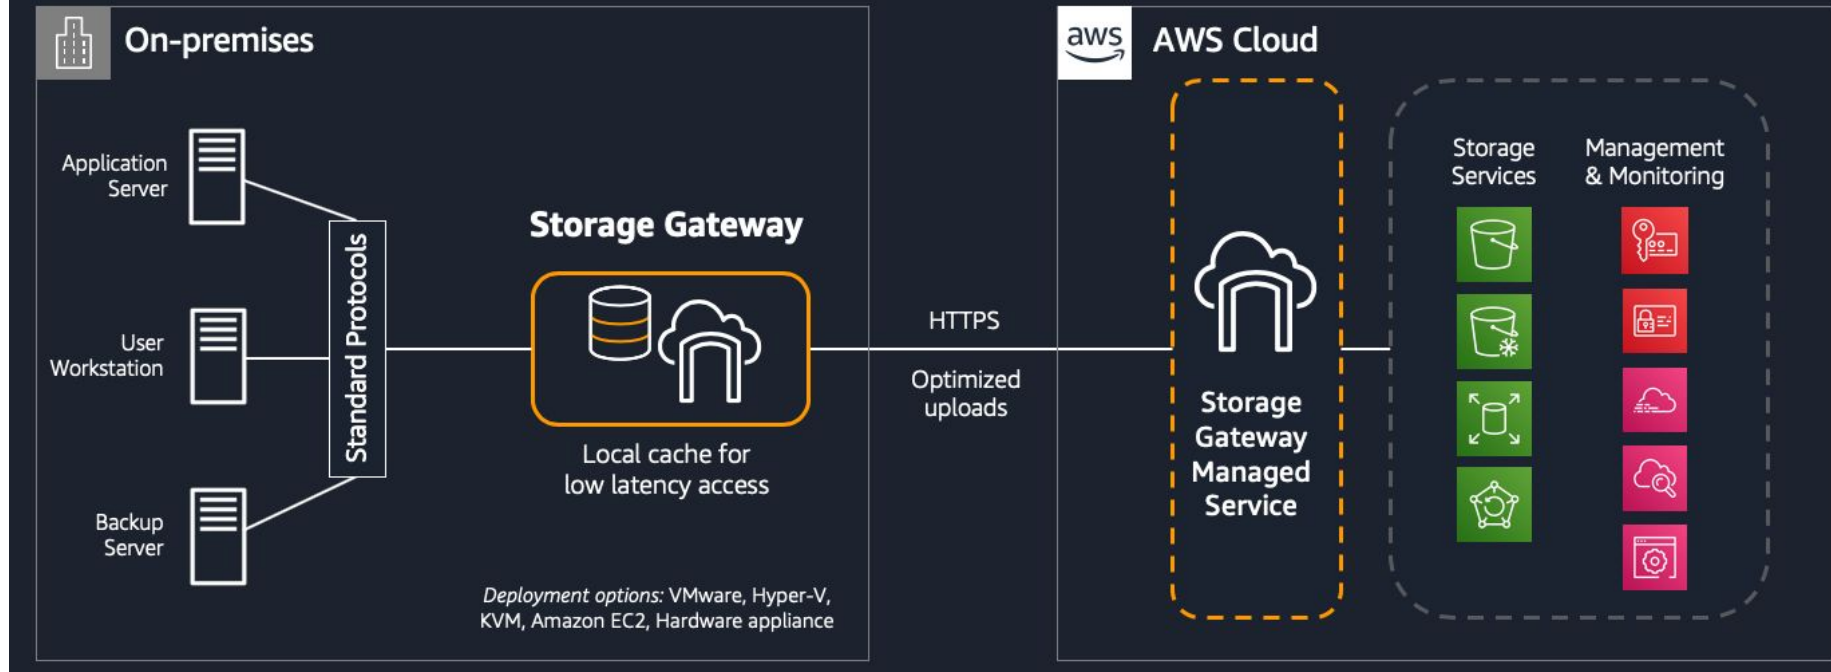 On-premises
Application
Server
User
Workstation
Backup
Server
Standard Protocols
Storage Gateway
Local cache for
low latency access
Deployment options: VMware, Hyper-V,
KVM, Amazon EC2, Hardware appliance
HTTPS
Optimized
uploads
aws
AWS Cloud
Storage
Gateway
Managed
Service
Storage
Services
Management
& Monitoring